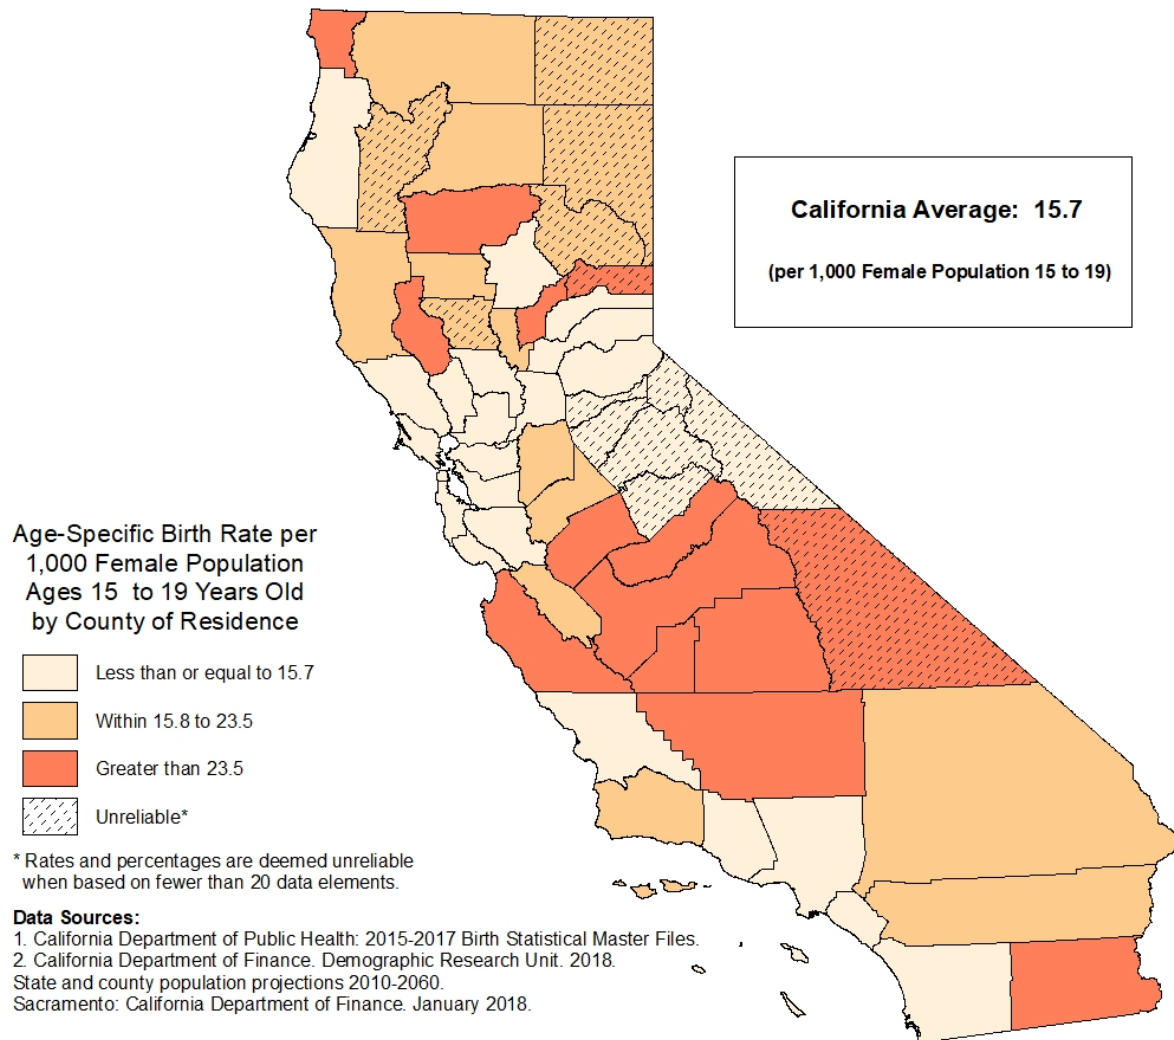 California Average: 15.7
(per 1,000 Female Population 15 to 19)
Age-Specific Birth Rate per
1,000 Female Population
Ages 15 to 19 Years Old
by County of Residence
Less than or equal to 15.7
Within 15.8 to 23.5
Greater than 23.5
Unreliable*
* Rates and percentages are deemed unreliable
when based on fewer than 20 data elements.
Data Sources:
1. California Department of Public Health: 2015-2017 Birth Statistical Master Files.
2. California Department of Finance. Demographic Research Unit. 2018.
State and county population projections 2010-2060.
Sacramento: California Department of Finance. January 2018.